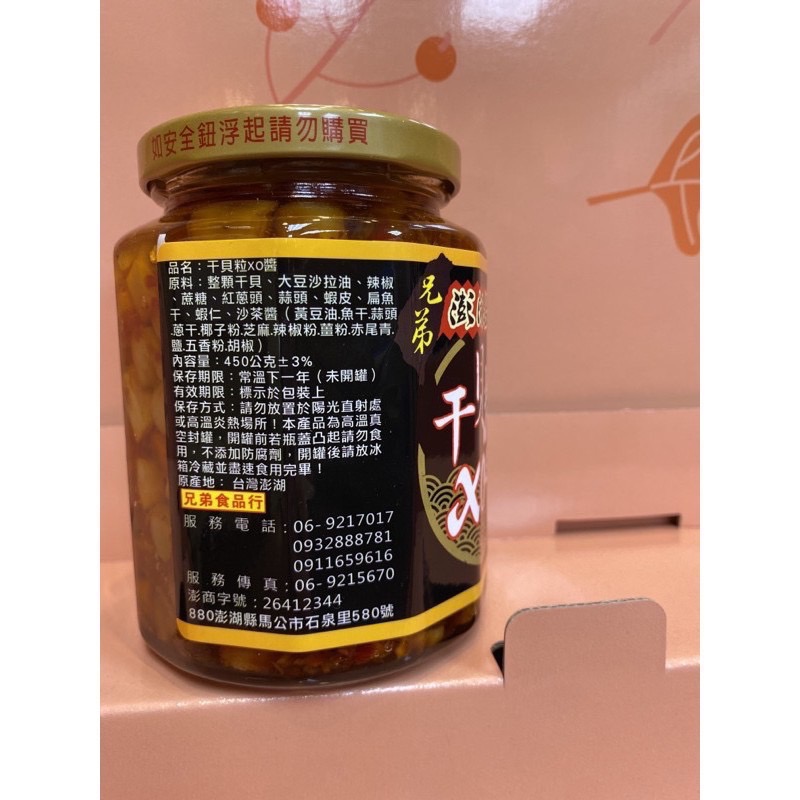 如安全鈕浮起請勿購買
品名：干貝粒XO醬
原料：整顆干貝、大豆沙拉油、辣椒
、蔗糖、紅蔥頭、蒜頭、蝦皮、扁魚
干、蝦仁、沙茶醬（黃豆油.魚干.蒜頭
.蔥干.椰子粉.芝麻.辣椒粉.薑粉.赤尾青.
鹽.五香粉.胡椒）
內容量：450公克±3%
保存期限：常溫下一年（未開罐）
有效期限：標示於包裝上
保存方式：請勿放置於陽光直射處
或高溫炎熱場所！本產品為高溫真
空封罐，開罐前若瓶蓋凸起請勿食
用，不添加防腐劑，開罐後請放冰
箱冷藏並盡速食用完畢！
原產地：台灣澎湖
兄弟食品行
服務電話：06-9217017
0932888781
0911659616
服務傳真：06-9215670
澎商字號：26412344
880澎湖縣馬公市石泉里580號
兄弟
澎
干
X